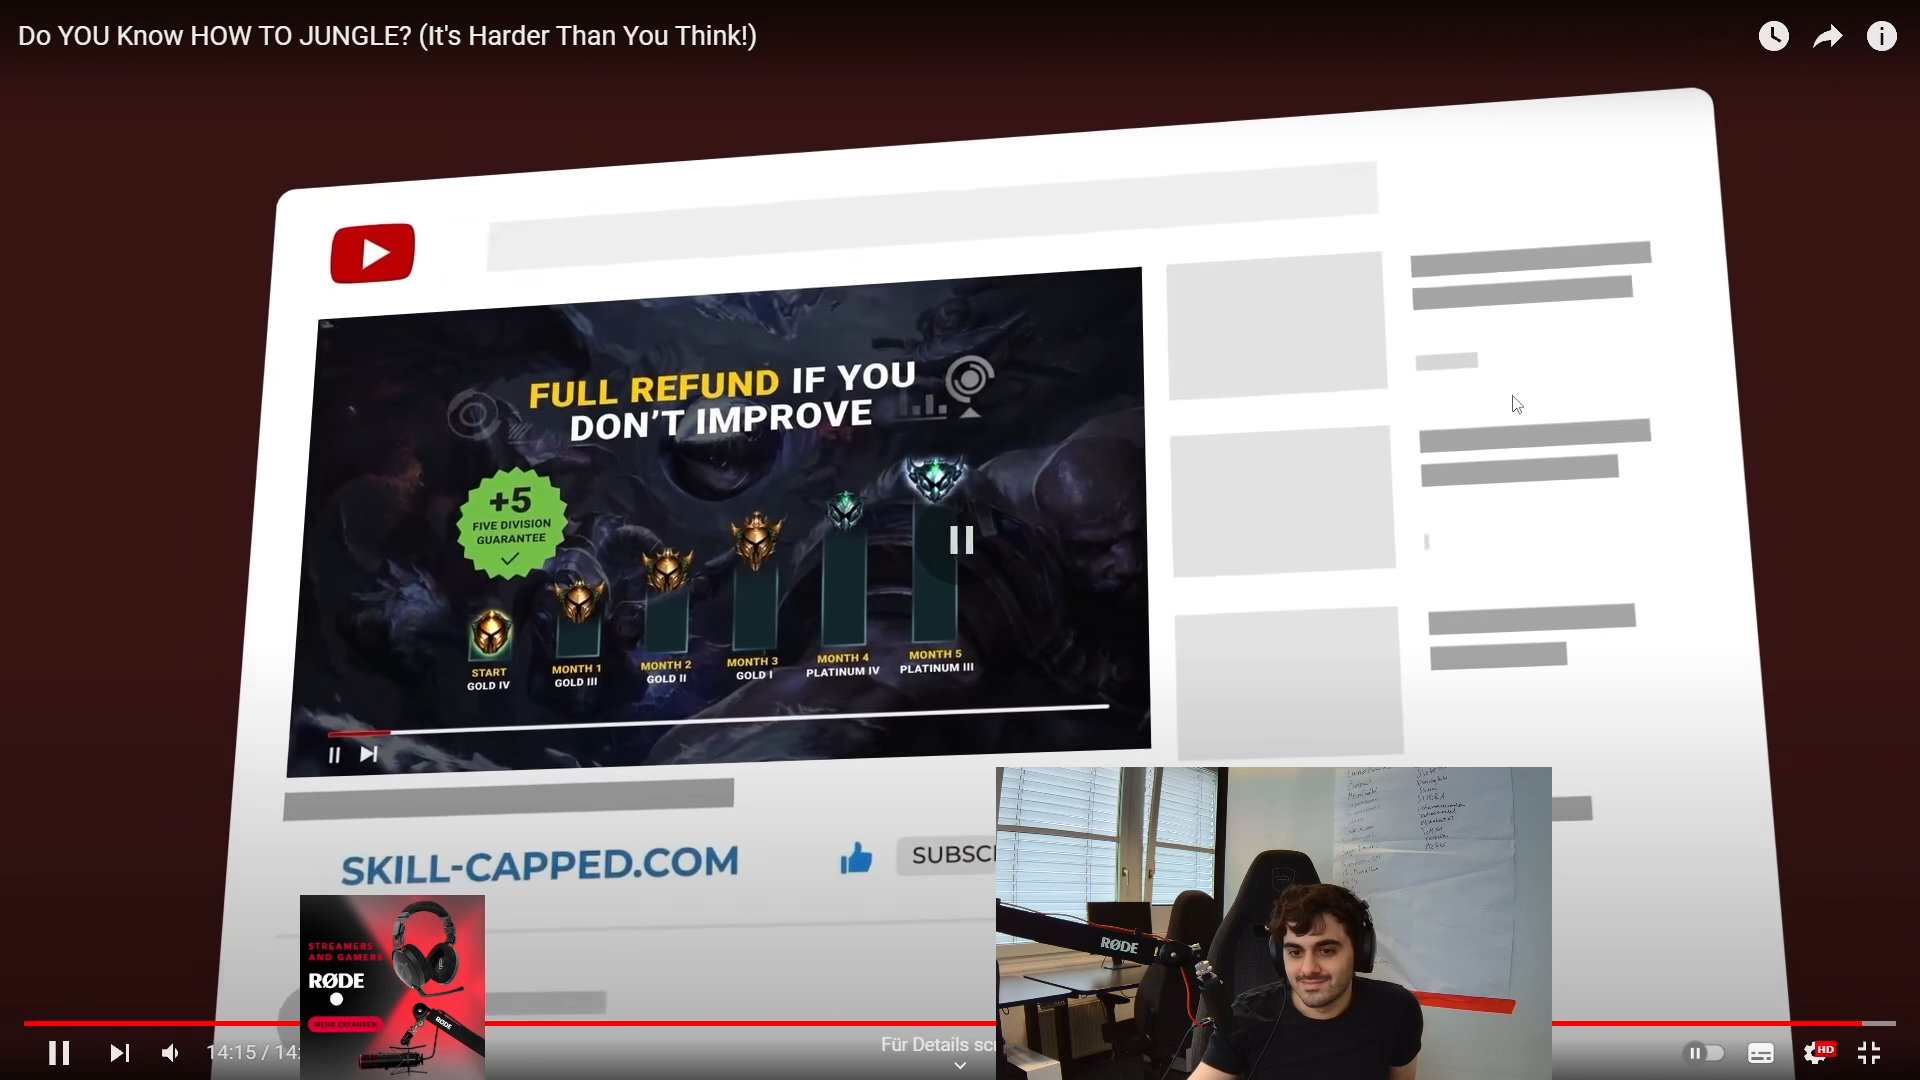 Do YOU Know HOW TO JUNGLE? (It's Harder Than You Think!)
FULL REFUND IF YOU
DON'T IMPROVE
+5
FIVE DIVISION
GUARANTEE
START
GOLD IV
MONTH 1
GOLD III
MONTH 2
GOLD II
MONTH 3
GOLD I
MONTH 4
PLATINUM IV
MONTH 5
PLATINUM III
SKILL-CAPPED.COM
SUBSC
STREAMERS
AND GAMERS
RØDE
MEHR ERFAHREN
RØDE
RØDE
14:15 / 14:
Für Details sc
HD